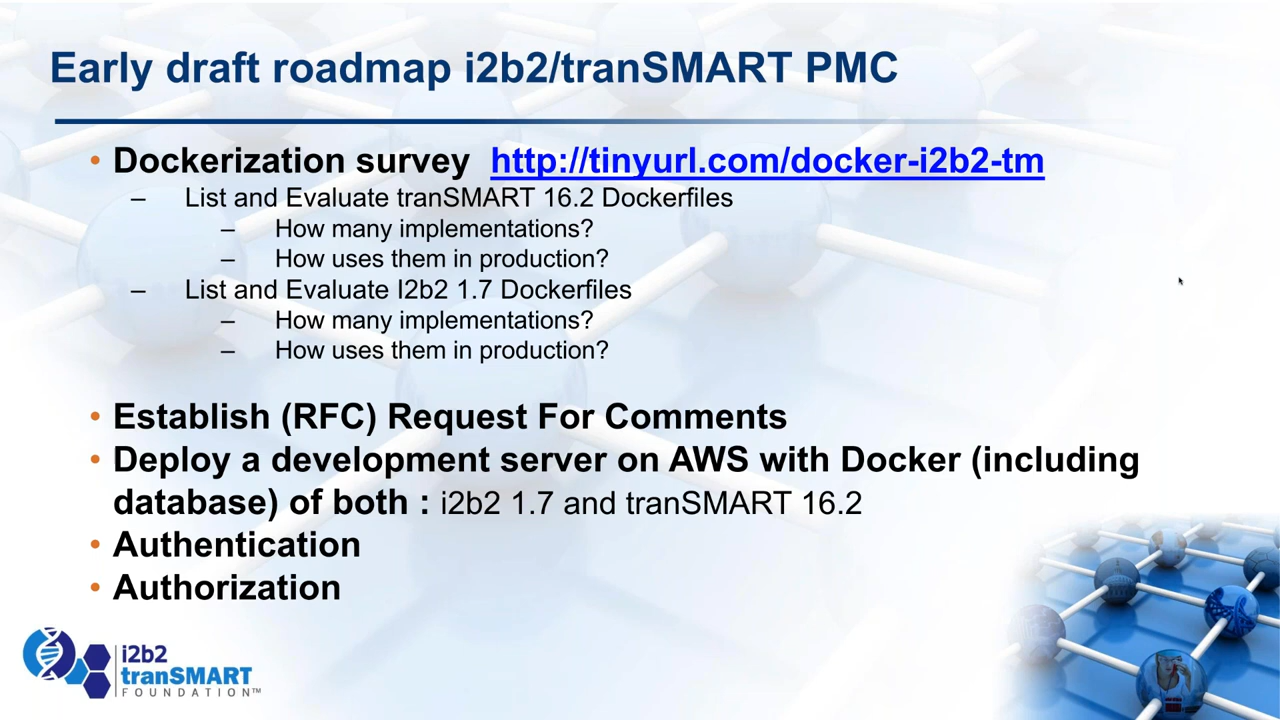 Early draft roadmap i2b2/tranSMART PMC
• Dockerization survey http://tinyurl.com/docker-i2b2-tm
– List and Evaluate tranSMART 16.2 Dockerfiles
– How many implementations?
– How uses them in production?
– List and Evaluate I2b2 1.7 Dockerfiles
– How many implementations?
– How uses them in production?
• Establish (RFC) Request For Comments
• Deploy a development server on AWS with Docker (including
database) of both : i2b2 1.7 and tranSMART 16.2
• Authentication
• Authorization
i2b2
tranSMART
FOUNDATION™